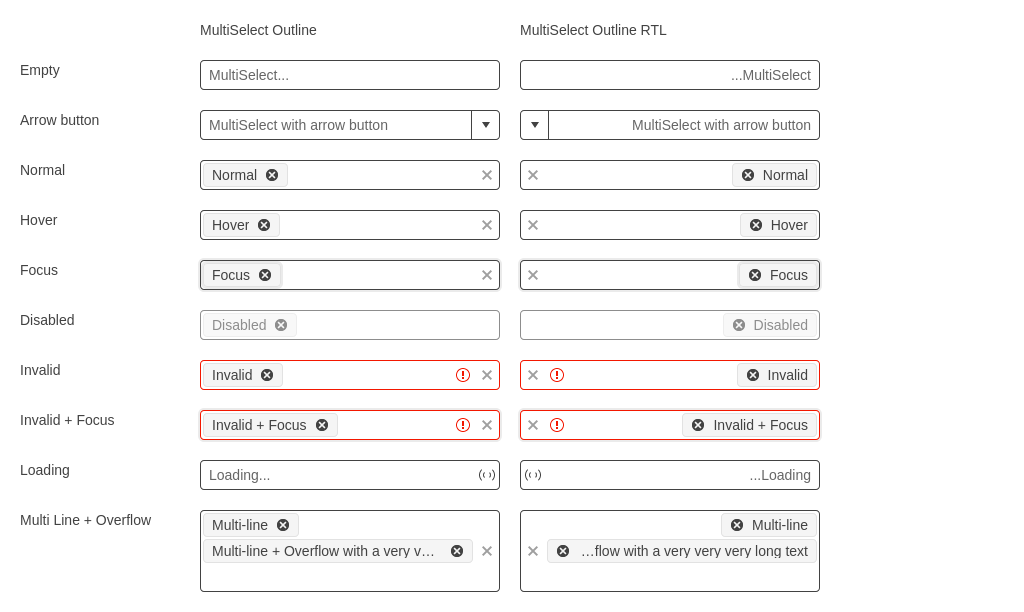 MultiSelect Outline MultiSelect Outline RTL
Empty MultiSelect... ...MultiSelect
Arrow button MultiSelect with arrow button MultiSelect with arrow button
Normal Normal Normal
Hover Hover Hover
Focus Focus Focus
Disabled Disabled Disabled
Invalid Invalid Invalid
Invalid + Focus Invalid + Focus Invalid + Focus
Loading Loading... ...Loading
Multi Line + Overflow Multi-line Multi-line
Multi-line + Overflow with a very v... ...flow with a very very very long text